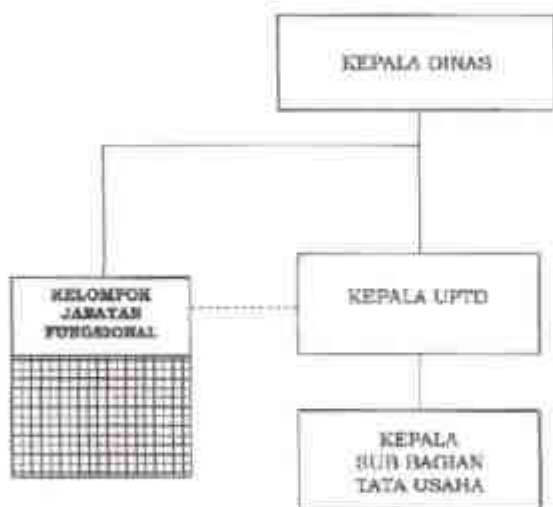 KEPALA DINAS
KELOMPOK
JABATAN
FUNGSIONAL
KEPALA UPTD
KEPALA
SUB BAGIAN
TATA USAHA